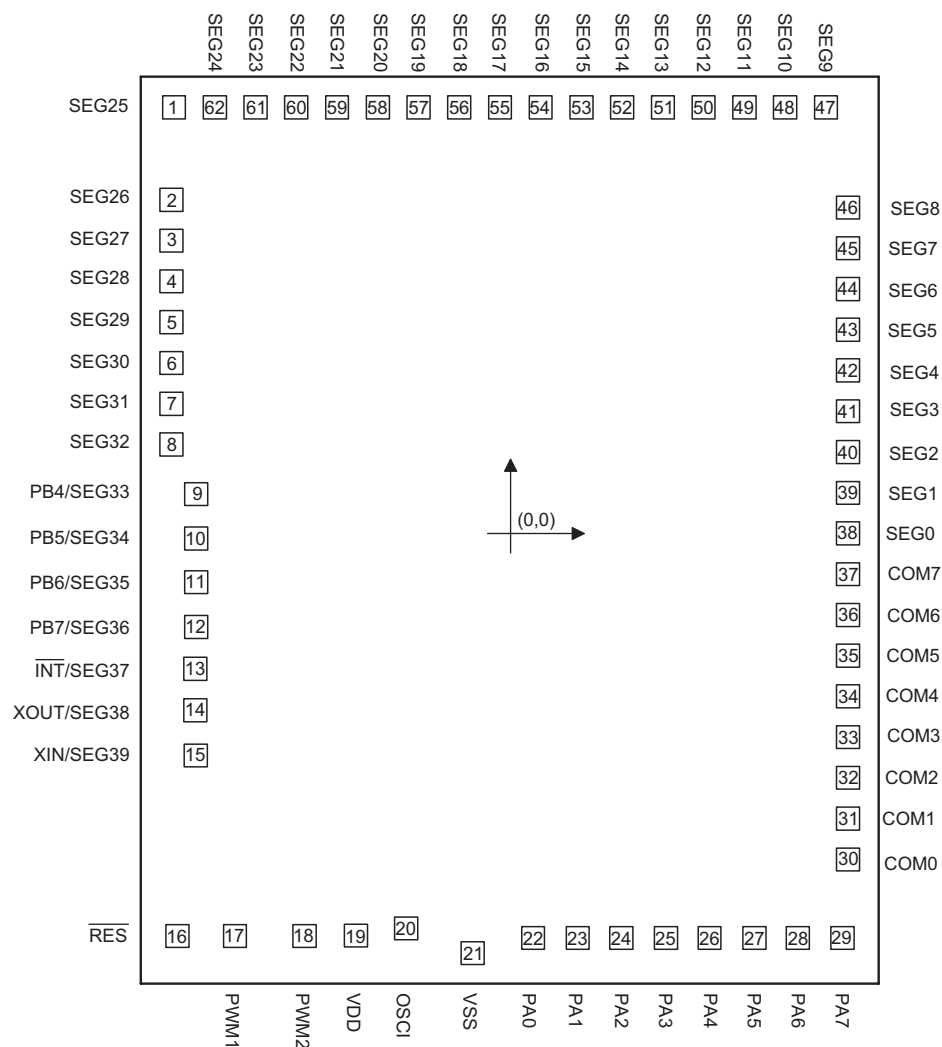 SEG24 SEG23 SEG22 SEG21 SEG20 SEG19 SEG18 SEG17 SEG16 SEG15 SEG14 SEG13 SEG12 SEG11 SEG10 SEG9
SEG25 1 62 61 60 59 58 57 56 55 54 53 52 51 50 49 48 47
SEG26 2 46 SEG8
SEG27 3 45 SEG7
SEG28 4 44 SEG6
SEG29 5 43 SEG5
SEG30 6 42 SEG4
SEG31 7 41 SEG3
SEG32 8 40 SEG2
PB4/SEG33 9 39 SEG1
(0,0)
PB5/SEG34 10 38 SEG0
PB6/SEG35 11 37 COM7
PB7/SEG36 12 36 COM6
INT/SEG37 13 35 COM5
XOUT/SEG38 14 34 COM4
XIN/SEG39 15 33 COM3
32 COM2
31 COM1
30 COM0
RES 16 17 18 19 20 21 22 23 24 25 26 27 28 29
PWM1 PWM2 VDD OSCI VSS PA0 PA1 PA2 PA3 PA4 PA5 PA6 PA7